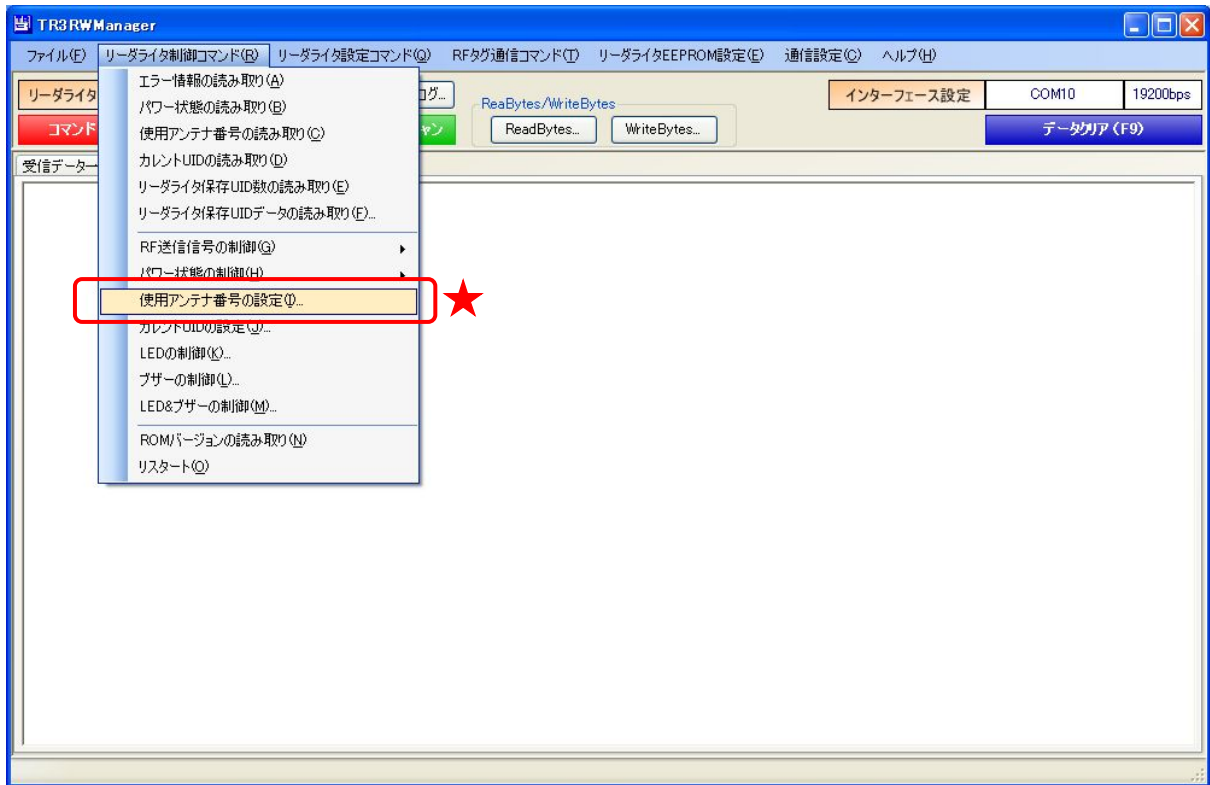 TR3RWManager
ファイル(F) リーダライタ制御コマンド(R) リーダライタ設定コマンド(Q) RFタグ通信コマンド(T) リーダライタEEPROM設定(E) 通信設定(C) ヘルプ(H)
リーダライタ
ログ...
ReaBytes/WriteBytes
インターフェース設定 COM10 19200bps
コマンド
ReadBytes... WriteBytes...
データクリア(F9)
受信データ
エラー情報の読み取り(A)
パワー状態の読み取り(B)
使用アンテナ番号の読み取り(C)
カレントUIDの読み取り(D)
リーダライタ保存UID数の読み取り(E)
リーダライタ保存UIDデータの読み取り(F)...
RF送信信号の制御(G)
パワー状態の制御(H)
使用アンテナ番号の設定(I)...
カレントUIDの設定(J)...
LEDの制御(K)...
ブザーの制御(L)...
LED&ブザーの制御(M)...
ROMバージョンの読み取り(N)
リスタート(O)